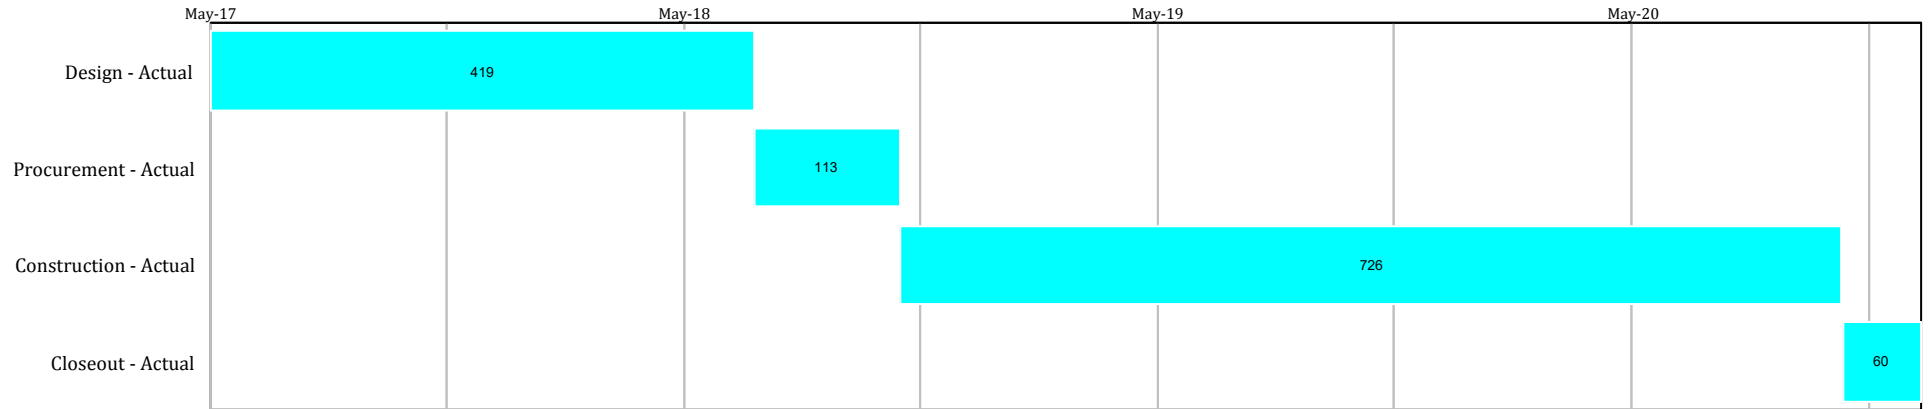 May-17 May-18 May-19 May-20
Design - Actual 419
Procurement - Actual 113
Construction - Actual 726
Closeout - Actual 60